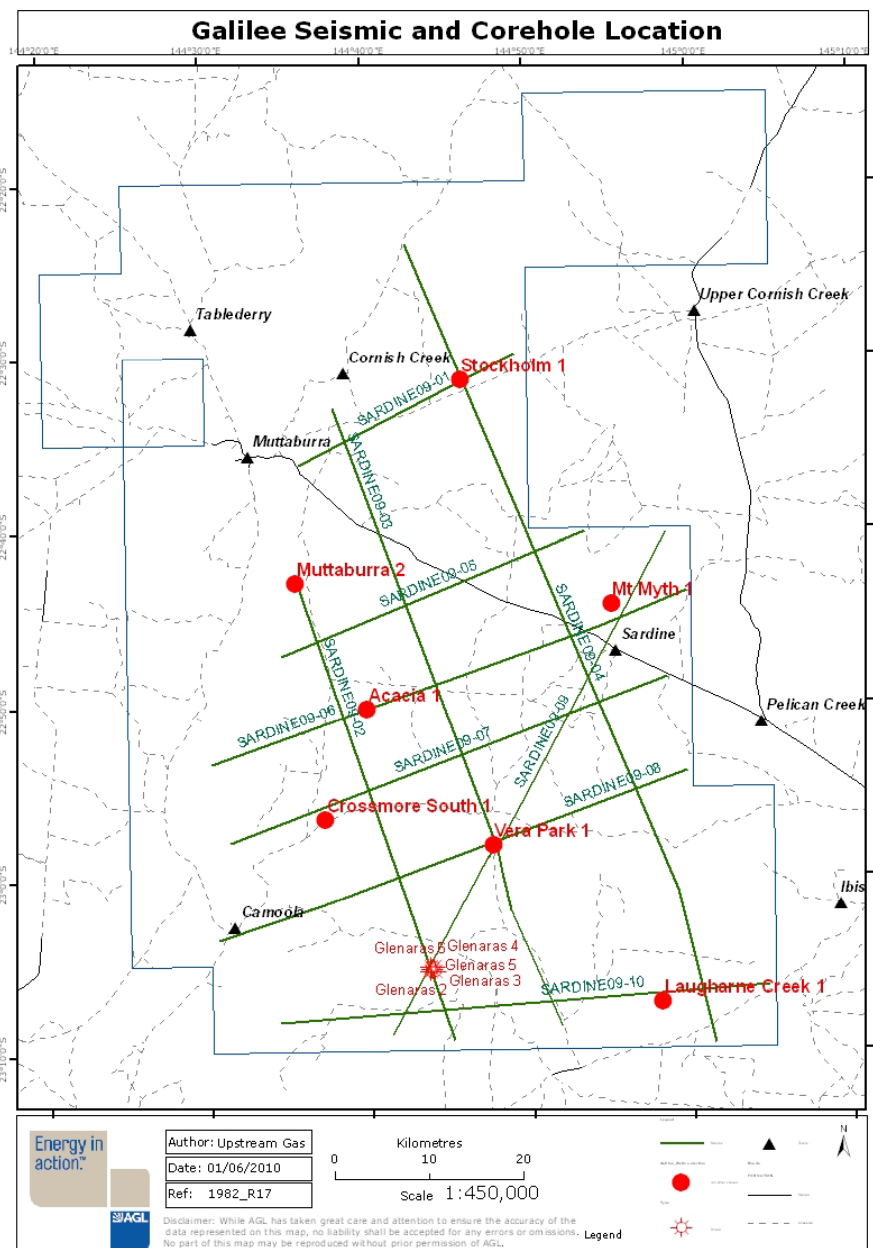 Galilee Seismic and Corehole Location
144°20'0"E 144°30'0"E 144°40'0"E 144°50'0"E 145°0'0"E 145°10'0"E
22°20'0"S
Tablederry
Upper Cornish Creek
Cornish Creek
22°30'0"S
Stockholm 1
SARDINE09-01
Muttaburra
SARDINE09-03
22°40'0"S
Muttaburra 2
SARDINE09-05
Mt Myth 1
SARDINE09-04
Sardine
SARDINE09-02
Acacia 1
Pelican Creek
22°50'0"S
SARDINE09-06
SARDINE09-07
SARDINE09-09
SARDINE09-08
Crossmore South 1
Vera Park 1
23°0'0"S
Ibis
Camoola
Glenaras 5 Glenaras 4
Glenaras 5
Glenaras 3
Glenaras 2
SARDINE09-10
Laugharne Creek 1
23°10'0"S
Energy in
action.™
AGL
Author: Upstream Gas
Date: 01/06/2010
Ref: 1982_R17
Kilometres
0 10 20
Scale 1:450,000
N
Disclaimer: While AGL has taken great care and attention to ensure the accuracy of the
data represented on this map, no liability shall be accepted for any errors or omissions.
No part of this map may be reproduced without prior permission of AGL.
Legend